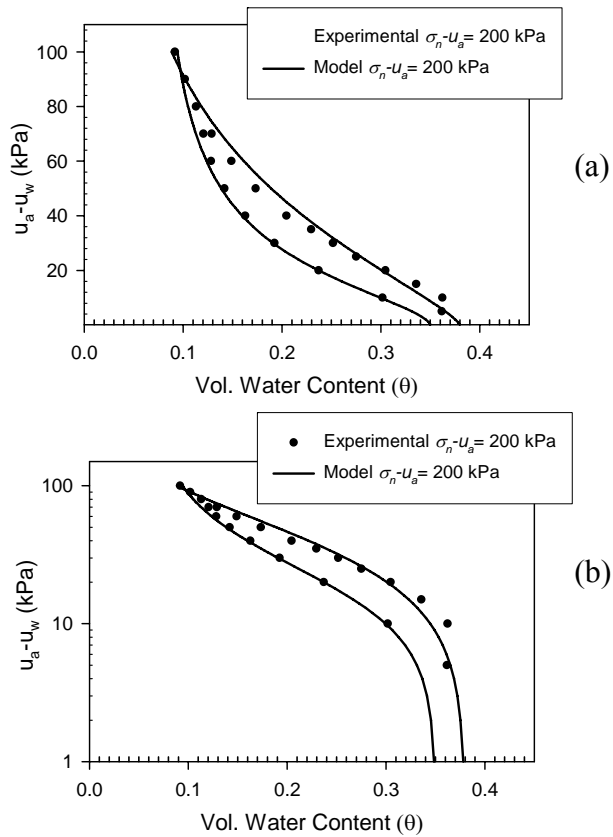 Experimental σn-ua= 200 kPa
Model σn-ua= 200 kPa
100
80
60
40
20
ua-uw (kPa)
(a)
0.0 0.1 0.2 0.3 0.4
Vol. Water Content (θ)
Experimental σn-ua= 200 kPa
Model σn-ua= 200 kPa
100
10
1
ua-uw (kPa)
(b)
0.0 0.1 0.2 0.3 0.4
Vol. Water Content (θ)